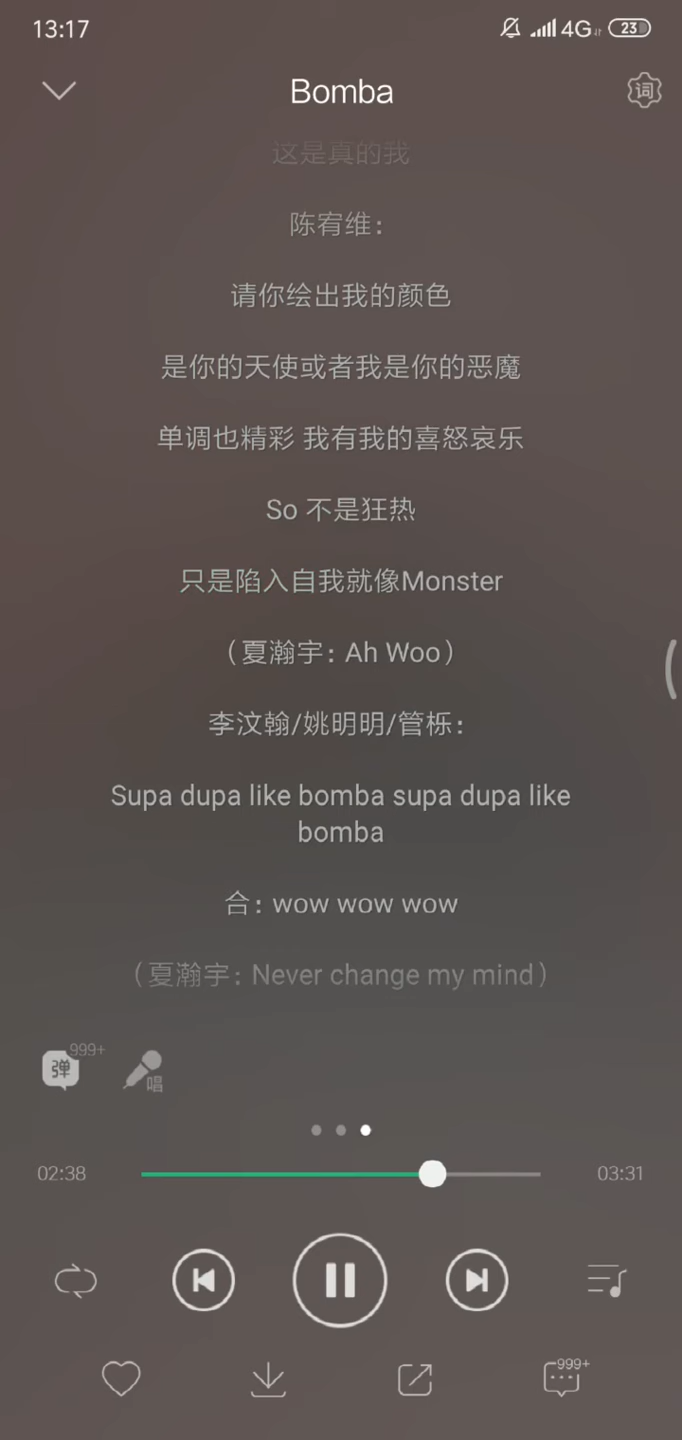 13:17
4G
23
Bomba
词
这是真的我
陈宥维：
请你绘出我的颜色
是你的天使或者我是你的恶魔
单调也精彩 我有我的喜怒哀乐
So 不是狂热
只是陷入自我就像Monster
（夏瀚宇：Ah Woo）
李汶翰/姚明明/管栎：
Supa dupa like bomba supa dupa like
bomba
合：wow wow wow
（夏瀚宇：Never change my mind）
弹 999+
唱
02:38
03:31
999+